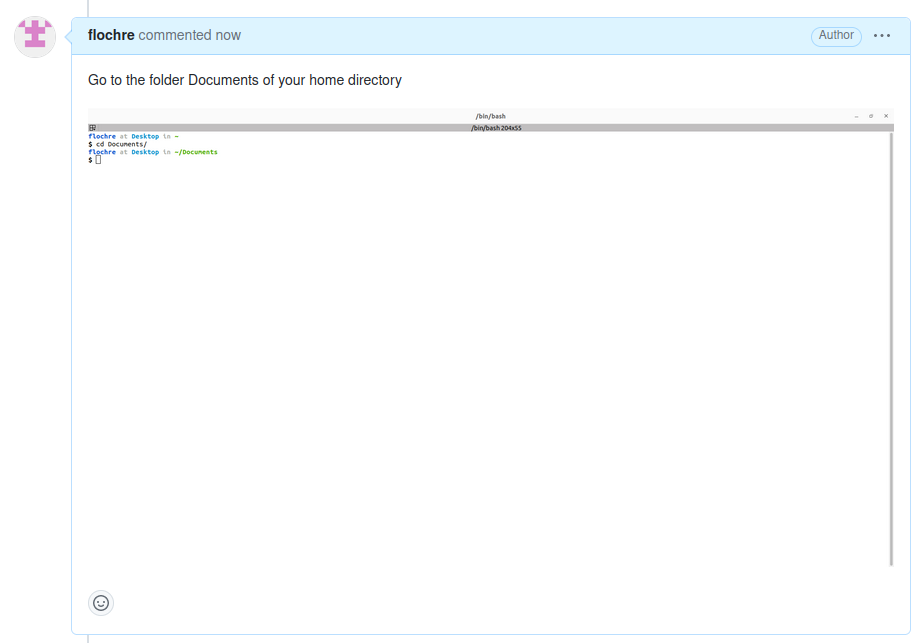 flochre commented now
Author
Go to the folder Documents of your home directory
/bin/bash
/bin/bash 204x55
flochre at Desktop in ~
$ cd Documents/
flochre at Desktop in ~/Documents
$